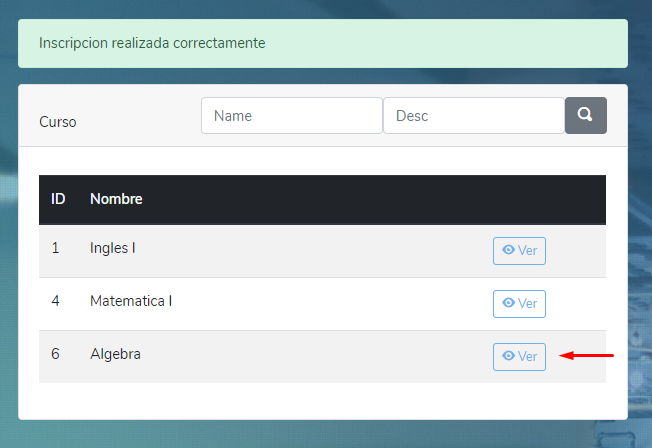 Inscripcion realizada correctamente
Curso Name Desc
ID Nombre
1 Ingles I Ver
4 Matematica I Ver
6 Algebra Ver